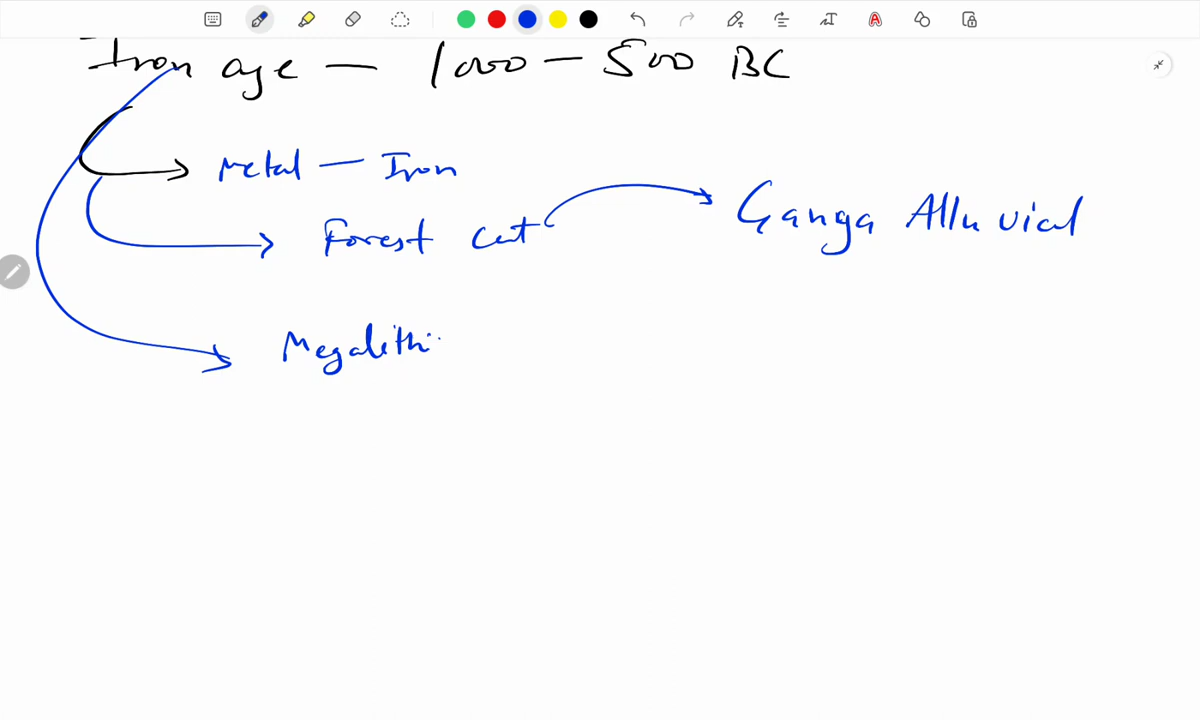 Iron age — 1000 – 500 BC
Metal — Iron
Forest cut
Ganga Alluvial
Megalithi